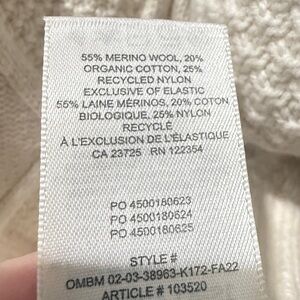 55% MERINO WOOL, 20%
ORGANIC COTTON, 25%
RECYCLED NYLON
EXCLUSIVE OF ELASTIC
55% LAINE MÉRINOS, 20% COTON
BIOLOGIQUE, 25% NYLON
RECYCLÉ
À L'EXCLUSION DE L'ÉLASTIQUE
CA 23725 RN 122354
PO 4500180623
PO 4500180624
PO 4500180625
STYLE #
OMBM 02-03-38963-K172-FA22
ARTICLE # 103520